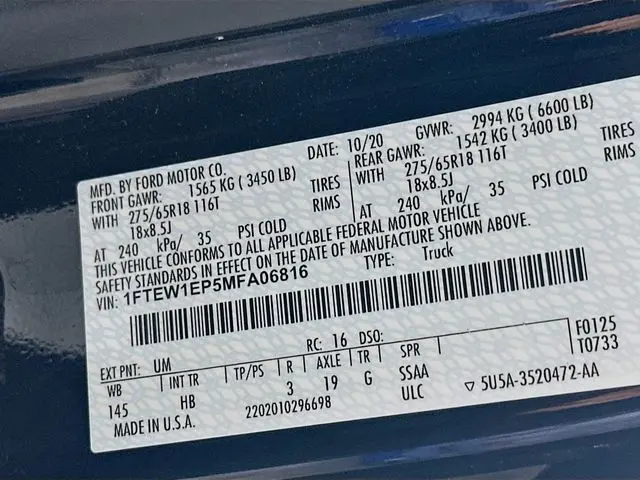 MFD. BY FORD MOTOR CO. DATE: 10/20 GVWR: 2994 KG ( 6600 LB)
FRONT GAWR: 1565 KG ( 3450 LB) REAR GAWR: 1542 KG ( 3400 LB)
WITH 275/65R18 116T TIRES WITH 275/65R18 116T TIRES
18x8.5J RIMS 18x8.5J RIMS
AT 240 kPa/ 35 PSI COLD AT 240 kPa/ 35 PSI COLD
THIS VEHICLE CONFORMS TO ALL APPLICABLE FEDERAL MOTOR VEHICLE
SAFETY STANDARDS IN EFFECT ON THE DATE OF MANUFACTURE SHOWN ABOVE.
VIN: 1FTEW1EP5MFA06816 TYPE: Truck
EXT PNT: UM RC: 16 DSO: F0125
WB INT TR TP/PS R AXLE TR SPR T0733
145 HB 3 19 G SSAA
MADE IN U.S.A. 2202010296698 ULC ▽ 5U5A-3520472-AA